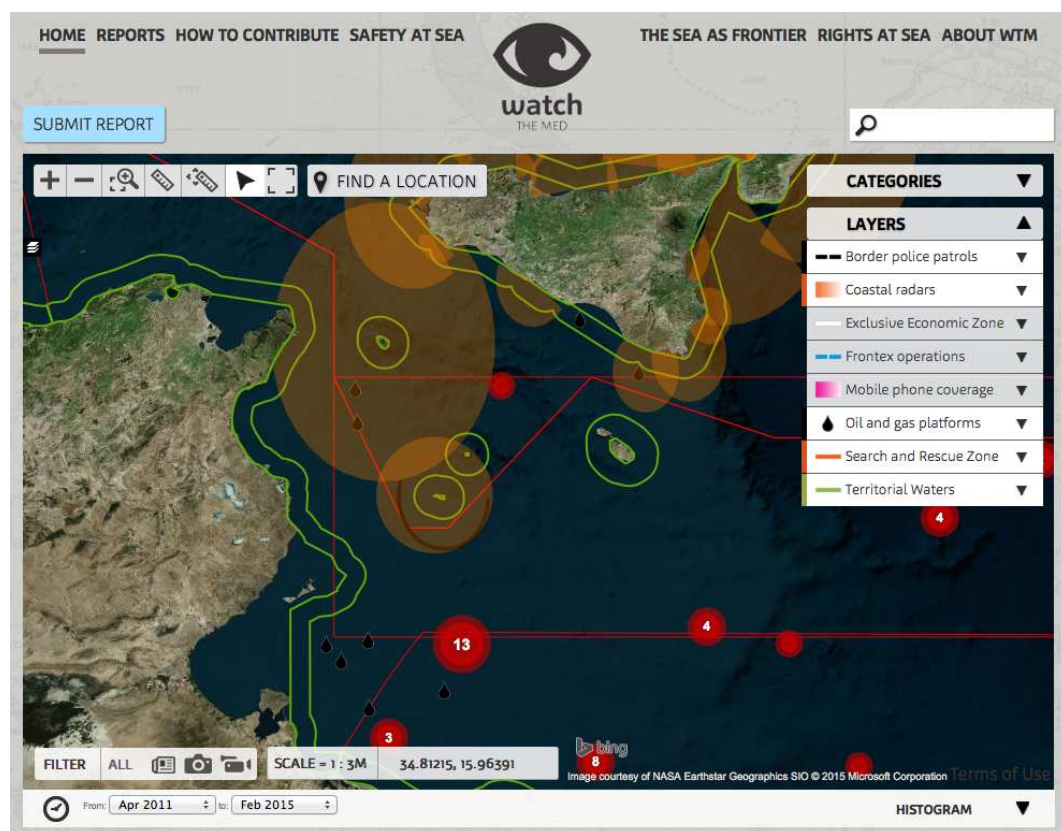 HOME REPORTS HOW TO CONTRIBUTE SAFETY AT SEA
THE SEA AS FRONTIER RIGHTS AT SEA ABOUT WTM
watch
THE MED
SUBMIT REPORT
FIND A LOCATION
CATEGORIES
LAYERS
Border police patrols
Coastal radars
Exclusive Economic Zone
Frontex operations
Mobile phone coverage
Oil and gas platforms
Search and Rescue Zone
Territorial Waters
4
4
13
3
bing
8
FILTER ALL
SCALE = 1 : 3M
34.81215, 15.96391
Image courtesy of NASA Earthstar Geographics SIO © 2015 Microsoft Corporation Terms of Use
From: Apr 2011 to: Feb 2015
HISTOGRAM